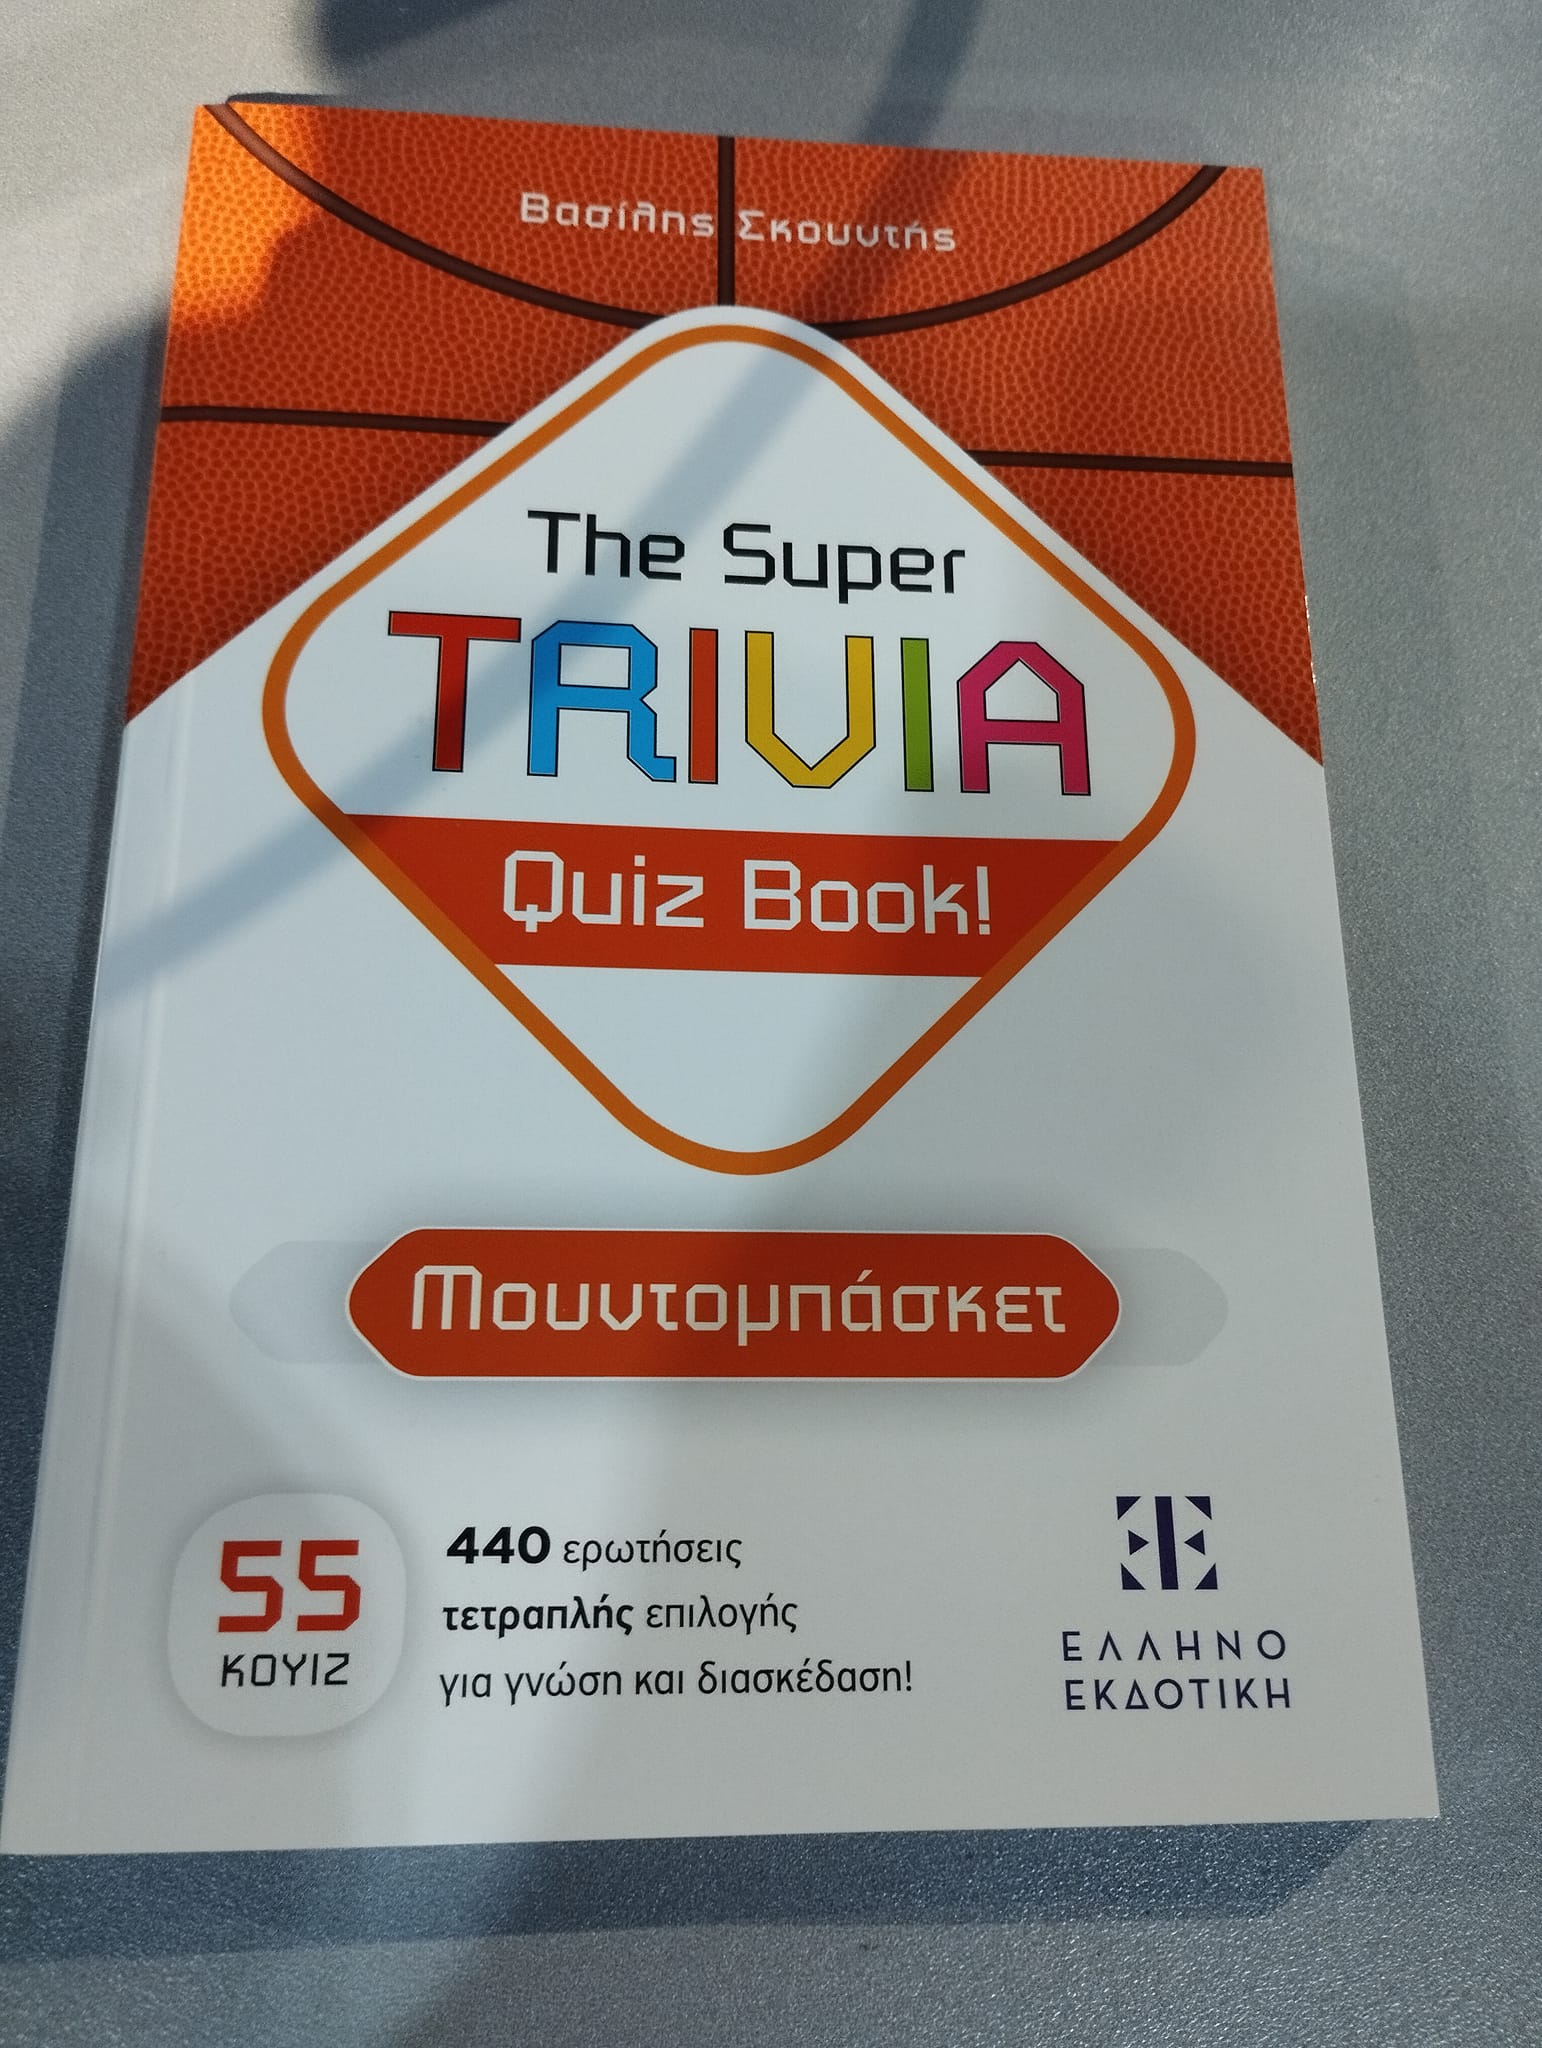 Βασίλης Σκουντής
The Super
TRIVIA
Quiz Book!
Μουντομπάσκετ
55
ΚΟΥΙΖ
440 ερωτήσεις
τετραπλής επιλογής
για γνώση και διασκέδαση!
ΕΛΛΗΝΟ
ΕΚΔΟΤΙΚΗ